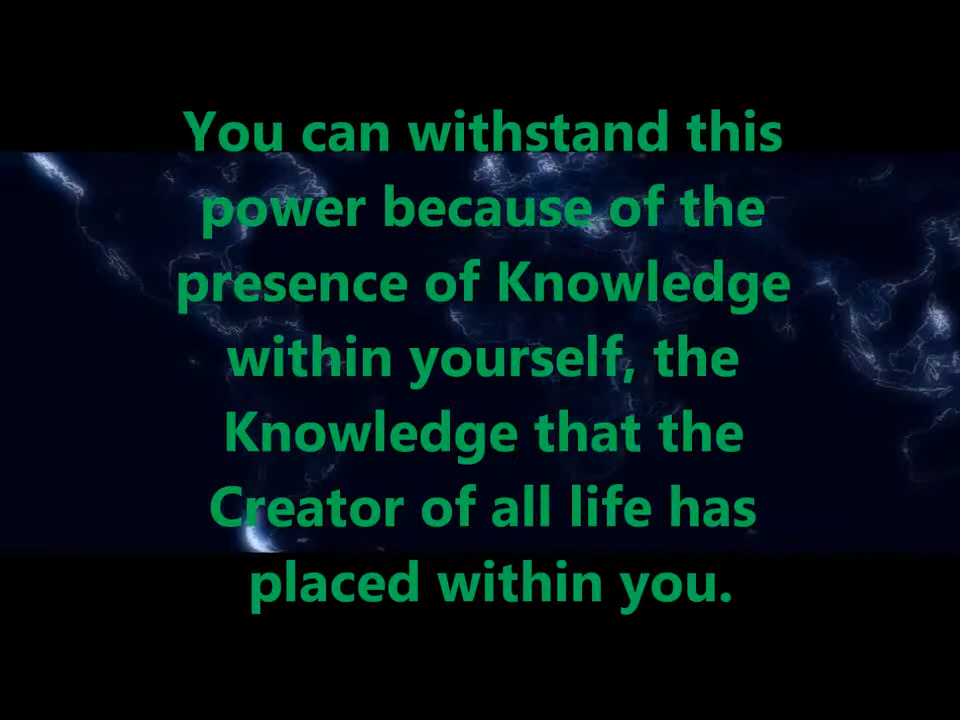 You can withstand this
power because of the
presence of Knowledge
within yourself, the
Knowledge that the
Creator of all life has
placed within you.